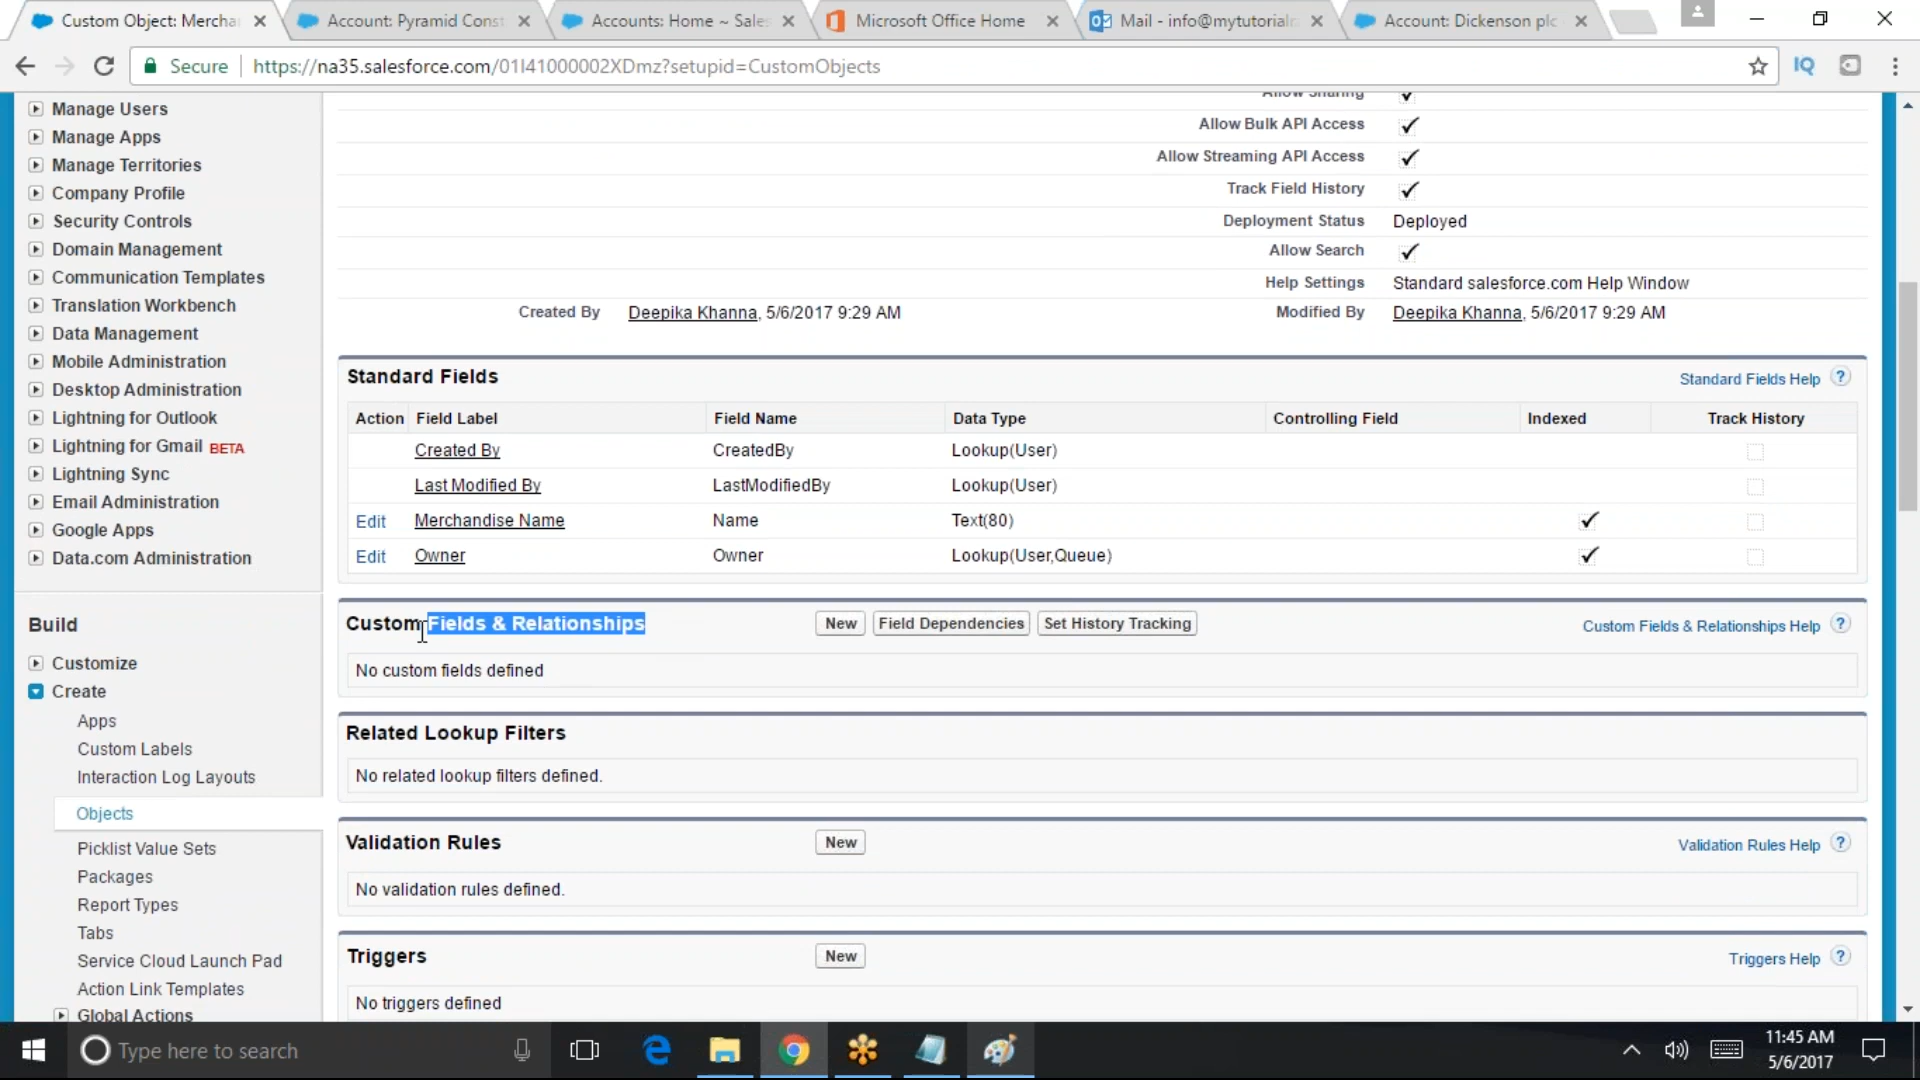 Custom Object: Mercha
Account: Pyramid Const
Accounts: Home ~ Sales
Microsoft Office Home
Mail - info@mytutorialr
Account: Dickenson plc
Secure
https://na35.salesforce.com/01I41000002XDmz?setupid=CustomObjects
IQ
Manage Users
Manage Apps
Manage Territories
Company Profile
Security Controls
Domain Management
Communication Templates
Translation Workbench
Data Management
Mobile Administration
Desktop Administration
Lightning for Outlook
Lightning for Gmail BETA
Lightning Sync
Email Administration
Google Apps
Data.com Administration
Build
Customize
Create
Apps
Custom Labels
Interaction Log Layouts
Objects
Picklist Value Sets
Packages
Report Types
Tabs
Service Cloud Launch Pad
Action Link Templates
Global Actions
Allow Sharing
Allow Bulk API Access
Allow Streaming API Access
Track Field History
Deployment Status Deployed
Allow Search
Help Settings Standard salesforce.com Help Window
Created By Deepika Khanna, 5/6/2017 9:29 AM Modified By Deepika Khanna, 5/6/2017 9:29 AM
Standard Fields Standard Fields Help ?
Action Field Label Field Name Data Type Controlling Field Indexed Track History
Created By CreatedBy Lookup(User)
Last Modified By LastModifiedBy Lookup(User)
Edit Merchandise Name Name Text(80)
Edit Owner Owner Lookup(User,Queue)
Custom Fields & Relationships New Field Dependencies Set History Tracking Custom Fields & Relationships Help ?
No custom fields defined
Related Lookup Filters
No related lookup filters defined.
Validation Rules New Validation Rules Help ?
No validation rules defined.
Triggers New Triggers Help ?
No triggers defined
Type here to search
11:45 AM
5/6/2017